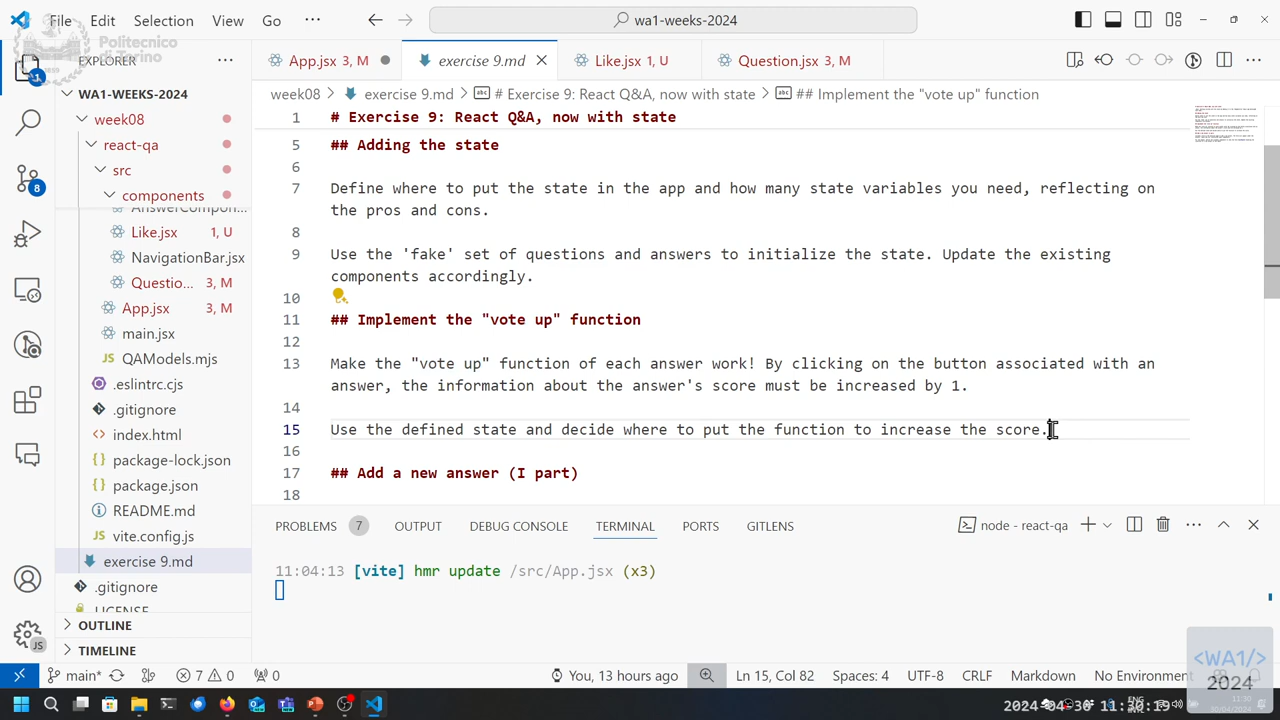 File Edit Selection View Go ··· wa1-weeks-2024
Politecnico
di Torino
EXPLORER ···
App.jsx 3, M
exercise 9.md
Like.jsx 1, U
Question.jsx 3, M
WA1-WEEKS-2024
week08 > exercise 9.md > # Exercise 9: React Q&A, now with state > ## Implement the "vote up" function
week08
react-qa
src
components
AnswerCompon...
Like.jsx 1, U
NavigationBar.jsx
Questio... 3, M
App.jsx 3, M
main.jsx
QAModels.mjs
.eslintrc.cjs
.gitignore
index.html
package-lock.json
package.json
README.md
vite.config.js
exercise 9.md
.gitignore
LICENSE
OUTLINE
TIMELINE
1 # Exercise 9: React Q&A, now with state
5 ## Adding the state
6
7 Define where to put the state in the app and how many state variables you need, reflecting on
the pros and cons.
8
9 Use the 'fake' set of questions and answers to initialize the state. Update the existing
components accordingly.
10
11 ## Implement the "vote up" function
12
13 Make the "vote up" function of each answer work! By clicking on the button associated with an
answer, the information about the answer's score must be increased by 1.
14
15 Use the defined state and decide where to put the function to increase the score.
16
17 ## Add a new answer (I part)
18
PROBLEMS 7 OUTPUT DEBUG CONSOLE TERMINAL PORTS GITLENS node - react-qa
11:04:13 [vite] hmr update /src/App.jsx (x3)
main* 7 0 0 You, 13 hours ago Ln 15, Col 82 Spaces: 4 UTF-8 CRLF Markdown No Environment
<WA1/>
2024